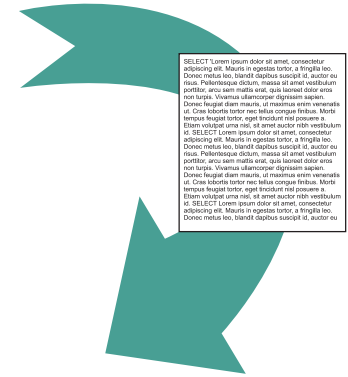 SELECT 'Lorem ipsum dolor sit amet, consectetur
adipiscing elit. Mauris in egestas tortor, a fringilla leo.
Donec metus leo, blandit dapibus suscipit id, auctor eu
risus. Pellentesque dictum, massa sit amet vestibulum
porttitor, arcu sem mattis erat, quis laoreet dolor eros
non turpis. Vivamus ullamcorper dignissim sapien.
Donec feugiat diam mauris, ut maximus enim venenatis
ut. Cras lobortis tortor nec tellus congue finibus. Morbi
tempus feugiat tortor, eget tincidunt nisl posuere a.
Etiam volutpat urna nisl, sit amet auctor nibh vestibulum
id. SELECT Lorem ipsum dolor sit amet, consectetur
adipiscing elit. Mauris in egestas tortor, a fringilla leo.
Donec metus leo, blandit dapibus suscipit id, auctor eu
risus. Pellentesque dictum, massa sit amet vestibulum
porttitor, arcu sem mattis erat, quis laoreet dolor eros
non turpis. Vivamus ullamcorper dignissim sapien.
Donec feugiat diam mauris, ut maximus enim venenatis
ut. Cras lobortis tortor nec tellus congue finibus. Morbi
tempus feugiat tortor, eget tincidunt nisl posuere a.
Etiam volutpat urna nisl, sit amet auctor nibh vestibulum
id. SELECT Lorem ipsum dolor sit amet, consectetur
adipiscing elit. Mauris in egestas tortor, a fringilla leo.
Donec metus leo, blandit dapibus suscipit id, auctor eu